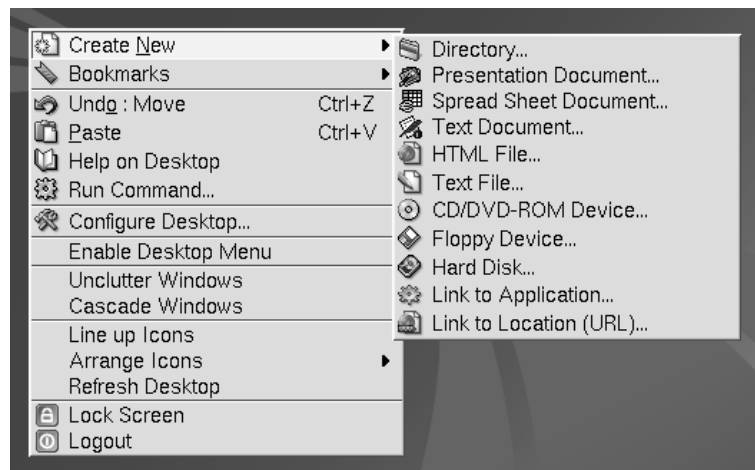 Create New
Bookmarks
Undo : Move Ctrl+Z
Paste Ctrl+V
Help on Desktop
Run Command...
Configure Desktop...
Enable Desktop Menu
Unclutter Windows
Cascade Windows
Line up Icons
Arrange Icons
Refresh Desktop
Lock Screen
Logout
Directory...
Presentation Document...
Spread Sheet Document...
Text Document...
HTML File...
Text File...
CD/DVD-ROM Device...
Floppy Device...
Hard Disk...
Link to Application...
Link to Location (URL)...